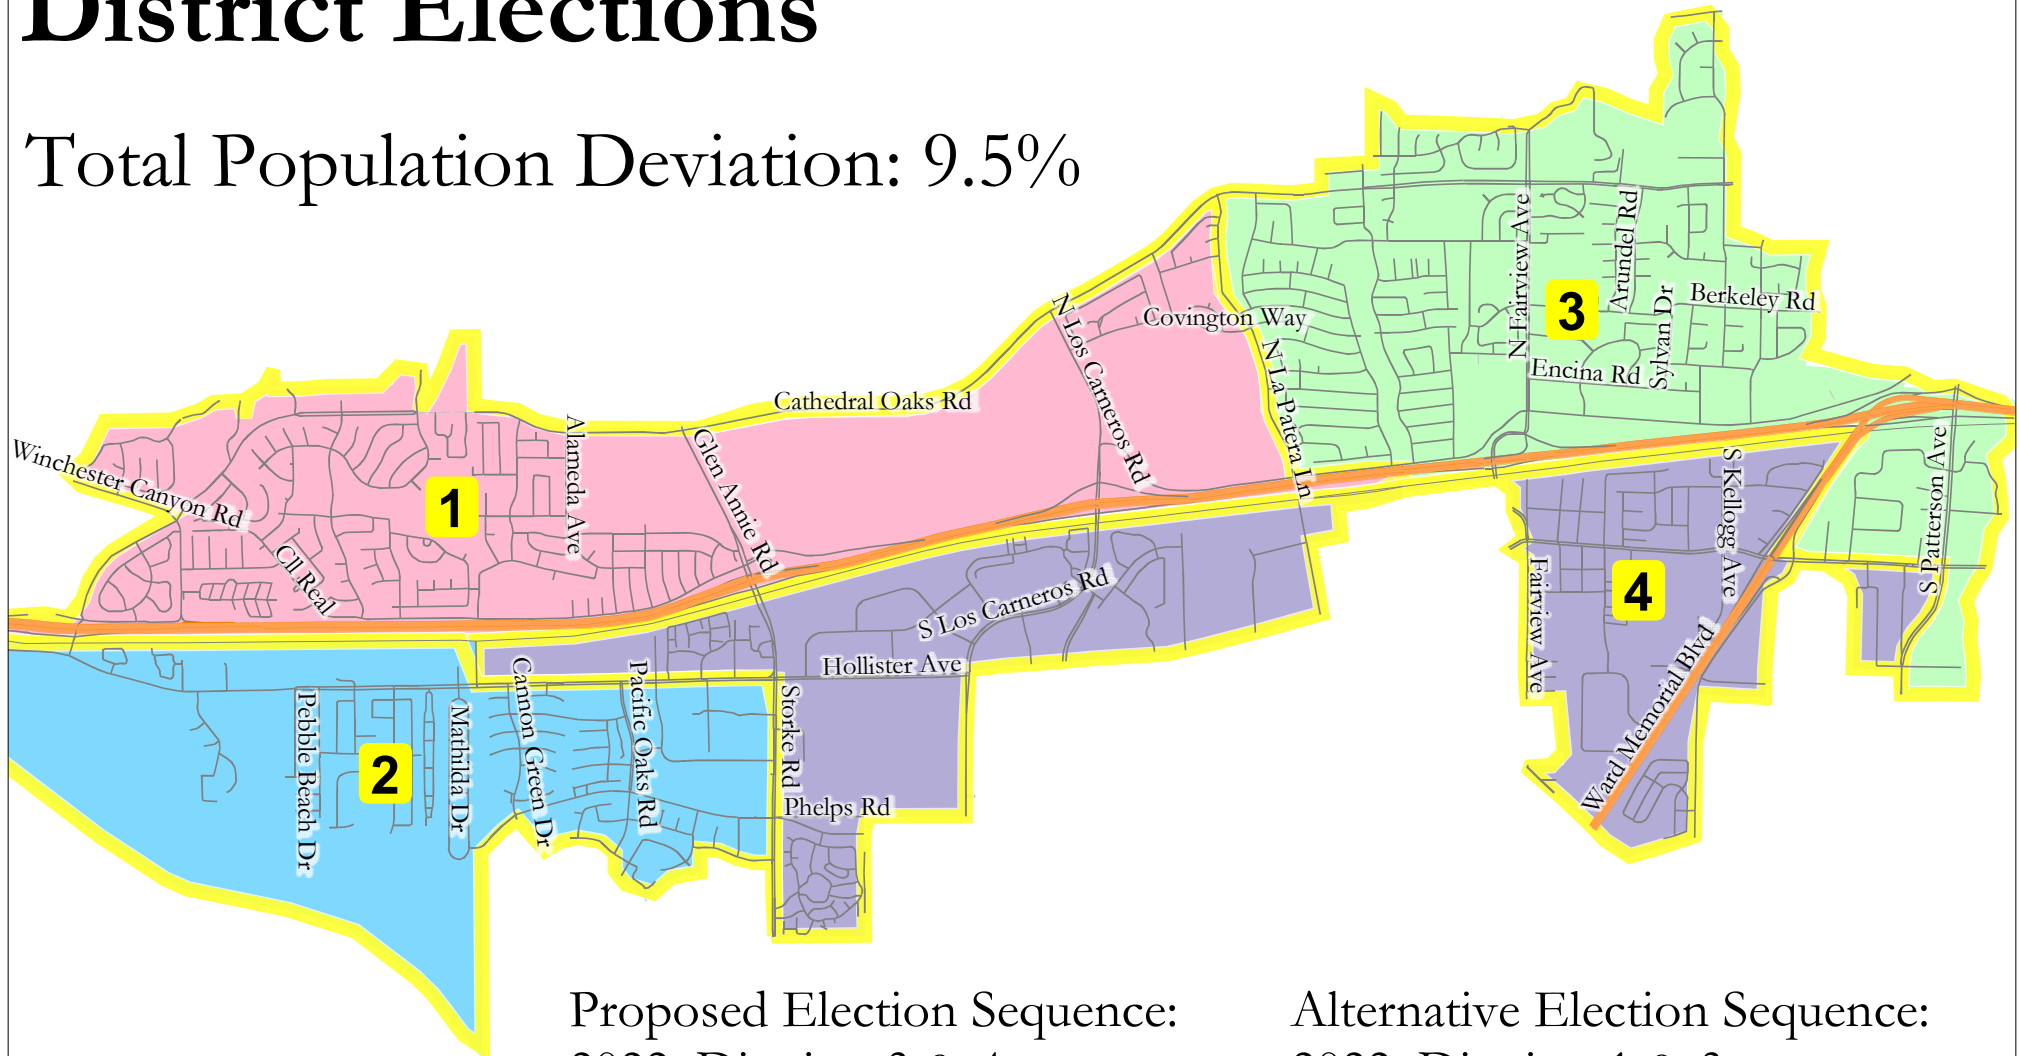 District Elections
Total Population Deviation: 9.5%
N Fairview Ave
Arundel Rd
3
Berkeley Rd
Sylvan Dr
Encina Rd
N Los Carneros Rd
Covington Way
N La Patera Ln
Cathedral Oaks Rd
Winchester Canyon Rd
1
Alameda Ave
Glen Annie Rd
Cll Real
S Kellogg Ave
S Patterson Ave
Fairview Ave
4
Ward Memorial Blvd
S Los Carneros Rd
Hollister Ave
Pebble Beach Dr
2
Mathilda Dr
Cannon Green Dr
Pacific Oaks Rd
Storke Rd
Phelps Rd
Proposed Election Sequence:
Alternative Election Sequence: